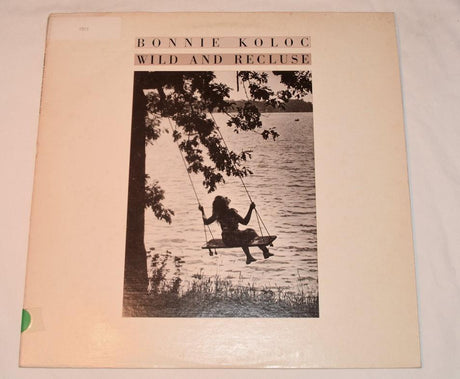 BONNIE KOLOC
WILD AND RECLUSE